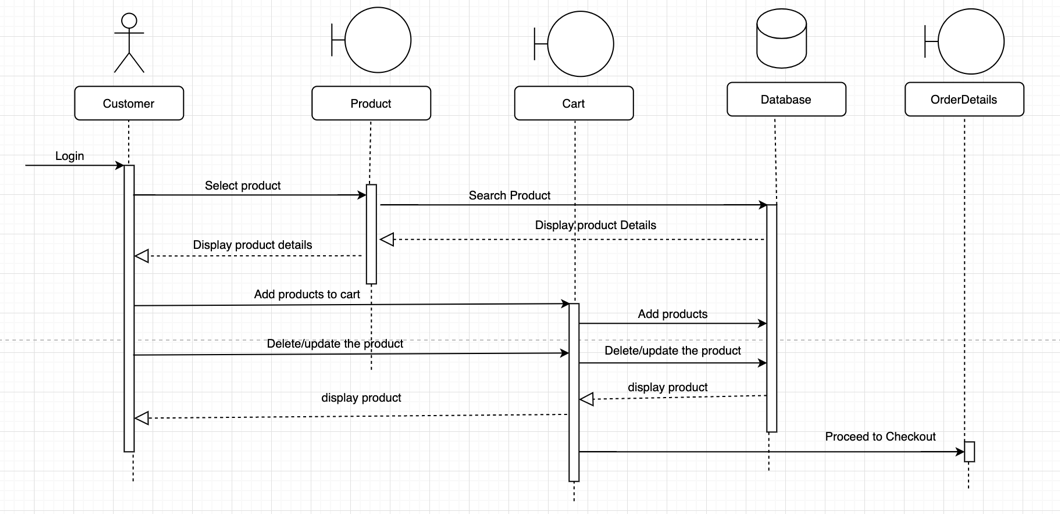 Customer
Product
Cart
Database
OrderDetails
Login
Select product
Search Product
Display product Details
Display product details
Add products to cart
Add products
Delete/update the product
Delete/update the product
display product
display product
Proceed to Checkout